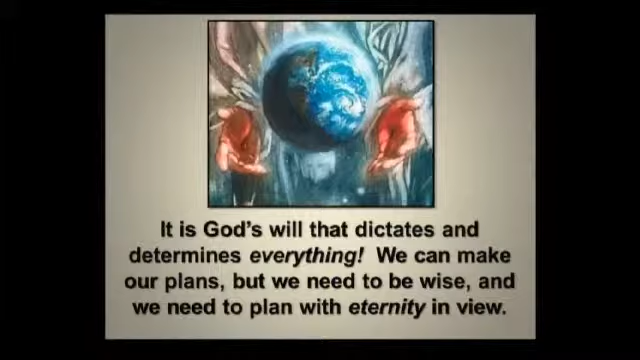 It is God's will that dictates and
determines everything! We can make
our plans, but we need to be wise, and
we need to plan with eternity in view.